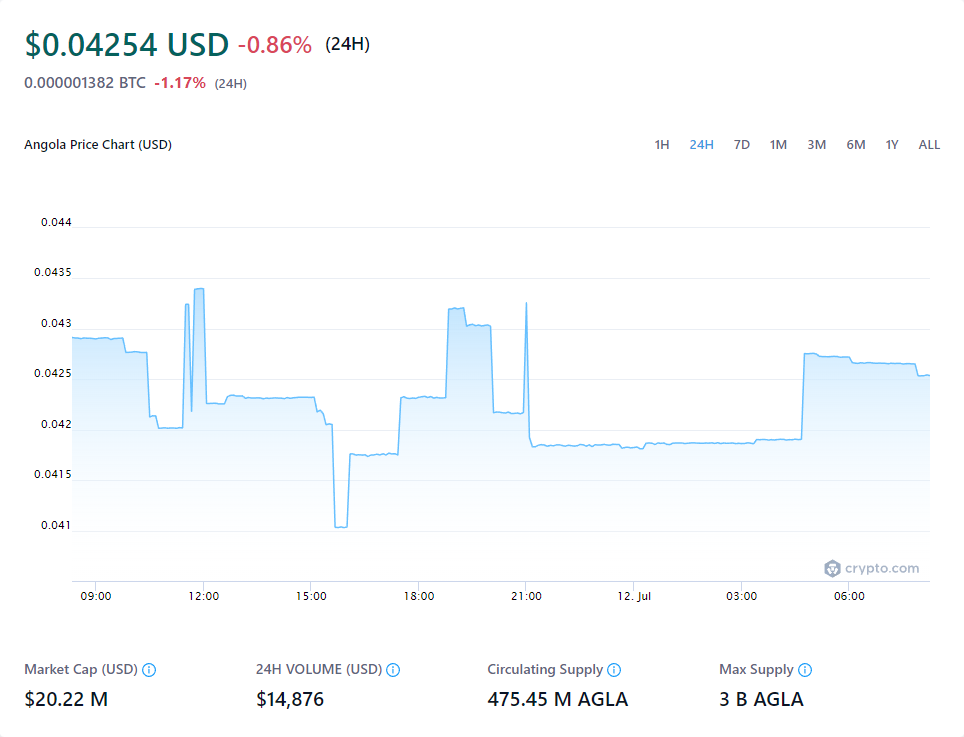 $0.04254 USD -0.86% (24H)
0.000001382 BTC -1.17% (24H)
Angola Price Chart (USD)
1H 24H 7D 1M 3M 6M 1Y ALL
0.044
0.0435
0.043
0.0425
0.042
0.0415
0.041
crypto.com
09:00 12:00 15:00 18:00 21:00 12. Jul 03:00 06:00
Market Cap (USD) 24H VOLUME (USD) Circulating Supply Max Supply
$20.22 M $14,876 475.45 M AGLA 3 B AGLA